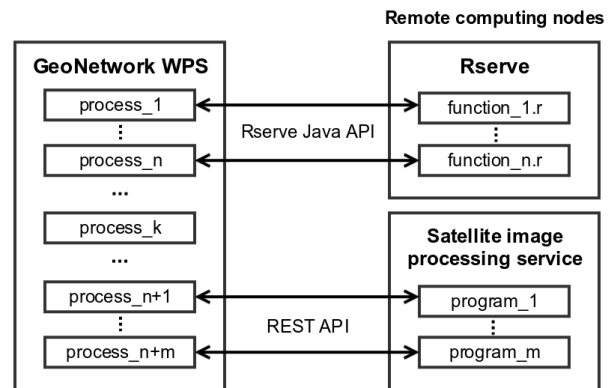 Remote computing nodes
GeoNetwork WPS
process_1
⋮
process_n
...
process_k
...
process_n+1
⋮
process_n+m
Rserve Java API
REST API
Rserve
function_1.r
⋮
function_n.r
Satellite image
processing service
program_1
⋮
program_m